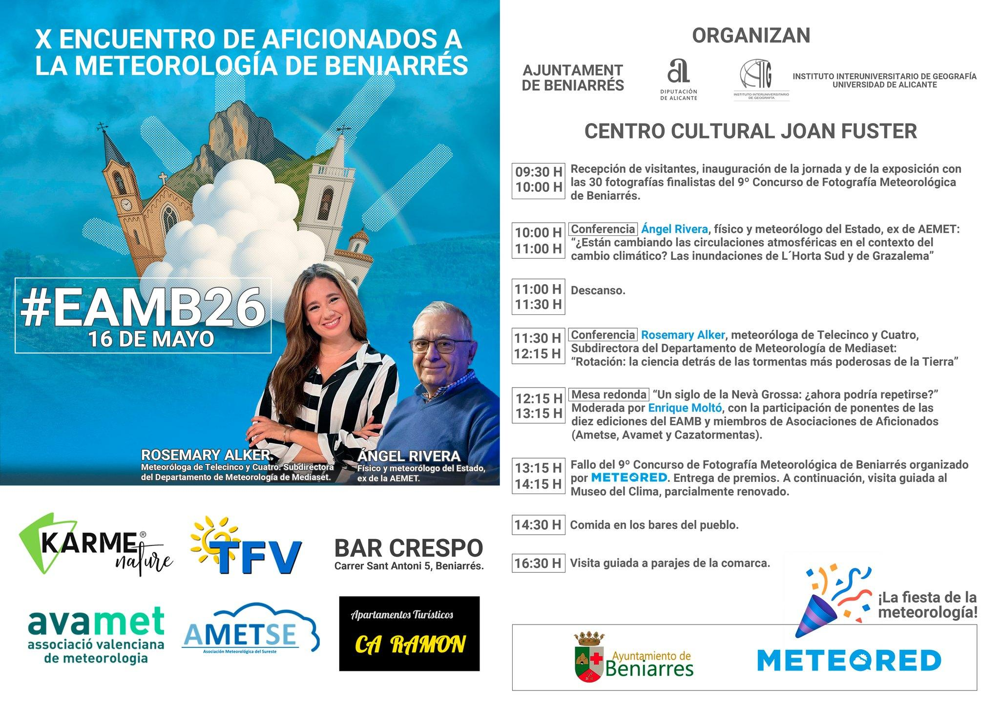 X ENCUENTRO DE AFICIONADOS A
LA METEOROLOGÍA DE BENIARRÉS
#EAMB26
16 DE MAYO
ROSEMARY ALKER.
Meteoróloga de Telecinco y Cuatro. Subdirectora
del Departamento de Meteorología de Mediaset.
ÁNGEL RIVERA
Físico y meteorólogo del Estado,
ex de la AEMET.
KARME®
nature
TFV
BAR CRESPO
Carrer Sant Antoni 5, Beniarrés.
avamet
associació valenciana
de meteorologia
AMETSE
Asociación Meteorológica del Sureste
Apartamentos Turísticos
CA RAMON
ORGANIZAN
AJUNTAMENT
DE BENIARRÉS
DIPUTACIÓN
DE ALICANTE
IIG
INSTITUTO INTERUNIVERSITARIO
DE GEOGRAFÍA
INSTITUTO INTERUNIVERSITARIO DE GEOGRAFÍA
UNIVERSIDAD DE ALICANTE
CENTRO CULTURAL JOAN FUSTER
09:30 H
10:00 H
Recepción de visitantes, inauguración de la jornada y de la exposición con
las 30 fotografías finalistas del 9º Concurso de Fotografía Meteorológica
de Beniarrés.
10:00 H
11:00 H
Conferencia Ángel Rivera, físico y meteorólogo del Estado, ex de AEMET:
“¿Están cambiando las circulaciones atmosféricas en el contexto del
cambio climático? Las inundaciones de L´Horta Sud y de Grazalema”
11:00 H
11:30 H
Descanso.
11:30 H
12:15 H
Conferencia Rosemary Alker, meteoróloga de Telecinco y Cuatro,
Subdirectora del Departamento de Meteorología de Mediaset:
“Rotación: la ciencia detrás de las tormentas más poderosas de la Tierra”
12:15 H
13:15 H
Mesa redonda “Un siglo de la Nevà Grossa: ¿ahora podría repetirse?”
Moderada por Enrique Moltó, con la participación de ponentes de las
diez ediciones del EAMB y miembros de Asociaciones de Aficionados
(Ametse, Avamet y Cazatormentas).
13:15 H
14:15 H
Fallo del 9º Concurso de Fotografía Meteorológica de Beniarrés organizado
por METEORED. Entrega de premios. A continuación, visita guiada al
Museo del Clima, parcialmente renovado.
14:30 H
Comida en los bares del pueblo.
16:30 H
Visita guiada a parajes de la comarca.
¡La fiesta de la
meteorología!
Ayuntamiento de
Beniarres
METEORED